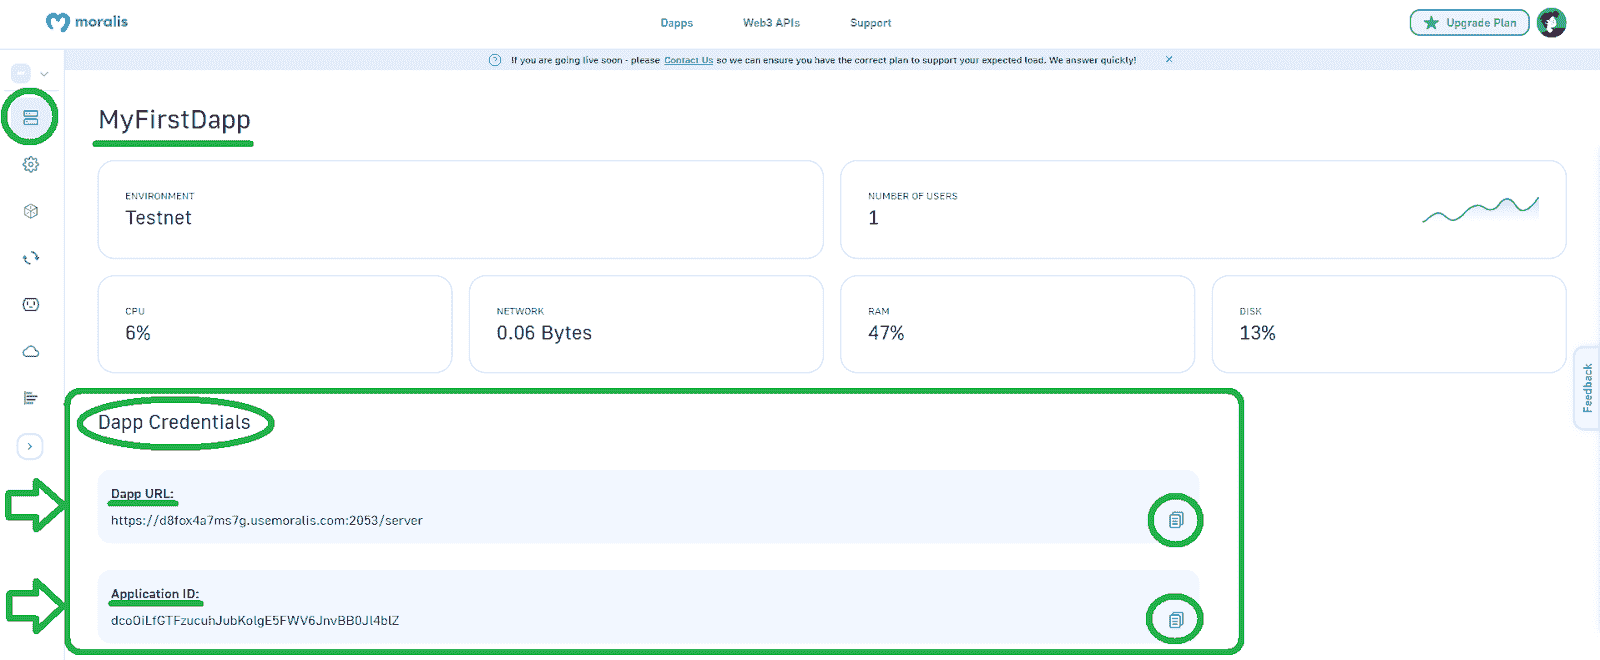 moralis
Dapps Web3 APIs Support
Upgrade Plan
If you are going live soon - please Contact Us so we can ensure you have the correct plan to support your expected load. We answer quickly!
MyFirstDapp
ENVIRONMENT
Testnet
NUMBER OF USERS
1
CPU
6%
NETWORK
0.06 Bytes
RAM
47%
DISK
13%
Feedback
Dapp Credentials
Dapp URL:
https://d8fox4a7ms7g.usemoralis.com:2053/server
Application ID:
dcoOiLfGTFzucuhJubKolgE5FWV6JnvBB0Jl4blZ